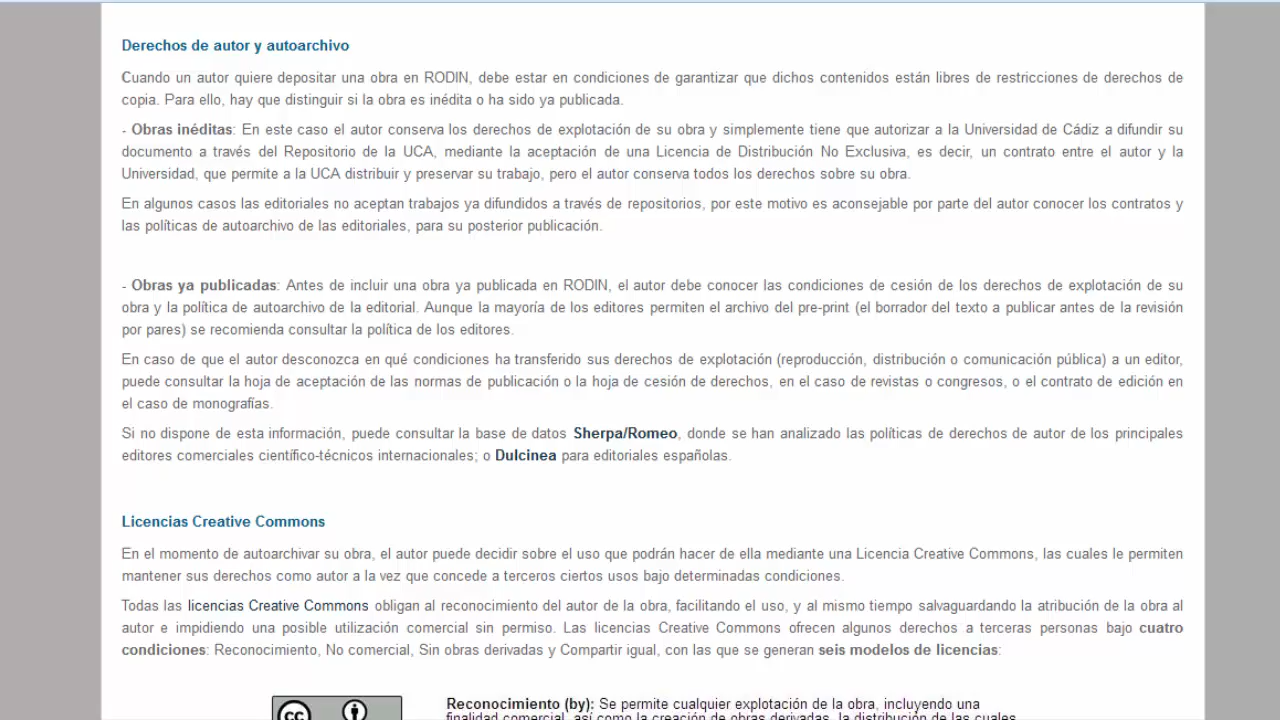 Derechos de autor y autoarchivo
Cuando un autor quiere depositar una obra en RODIN, debe estar en condiciones de garantizar que dichos contenidos están libres de restricciones de derechos de
copia. Para ello, hay que distinguir si la obra es inédita o ha sido ya publicada.
- Obras inéditas: En este caso el autor conserva los derechos de explotación de su obra y simplemente tiene que autorizar a la Universidad de Cádiz a difundir su
documento a través del Repositorio de la UCA, mediante la aceptación de una Licencia de Distribución No Exclusiva, es decir, un contrato entre el autor y la
Universidad, que permite a la UCA distribuir y preservar su trabajo, pero el autor conserva todos los derechos sobre su obra.
En algunos casos las editoriales no aceptan trabajos ya difundidos a través de repositorios, por este motivo es aconsejable por parte del autor conocer los contratos y
las políticas de autoarchivo de las editoriales, para su posterior publicación.
- Obras ya publicadas: Antes de incluir una obra ya publicada en RODIN, el autor debe conocer las condiciones de cesión de los derechos de explotación de su
obra y la política de autoarchivo de la editorial. Aunque la mayoría de los editores permiten el archivo del pre-print (el borrador del texto a publicar antes de la revisión
por pares) se recomienda consultar la política de los editores.
En caso de que el autor desconozca en qué condiciones ha transferido sus derechos de explotación (reproducción, distribución o comunicación pública) a un editor,
puede consultar la hoja de aceptación de las normas de publicación o la hoja de cesión de derechos, en el caso de revistas o congresos, o el contrato de edición en
el caso de monografías.
Si no dispone de esta información, puede consultar la base de datos Sherpa/Romeo, donde se han analizado las políticas de derechos de autor de los principales
editores comerciales científico-técnicos internacionales; o Dulcinea para editoriales españolas.
Licencias Creative Commons
En el momento de autoarchivar su obra, el autor puede decidir sobre el uso que podrán hacer de ella mediante una Licencia Creative Commons, las cuales le permiten
mantener sus derechos como autor a la vez que concede a terceros ciertos usos bajo determinadas condiciones.
Todas las licencias Creative Commons obligan al reconocimiento del autor de la obra, facilitando el uso, y al mismo tiempo salvaguardando la atribución de la obra al
autor e impidiendo una posible utilización comercial sin permiso. Las licencias Creative Commons ofrecen algunos derechos a terceras personas bajo cuatro
condiciones: Reconocimiento, No comercial, Sin obras derivadas y Compartir igual, con las que se generan seis modelos de licencias:
cc Reconocimiento (by): Se permite cualquier explotación de la obra, incluyendo una
finalidad comercial, así como la creación de obras derivadas, la distribución de las cuales